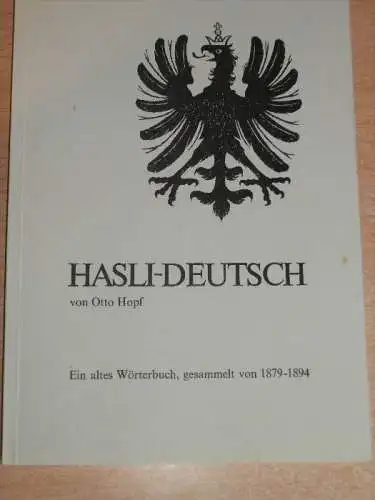 HASLI-DEUTSCH
von Otto Hopf
Ein altes Wörterbuch, gesammelt von 1879-1894